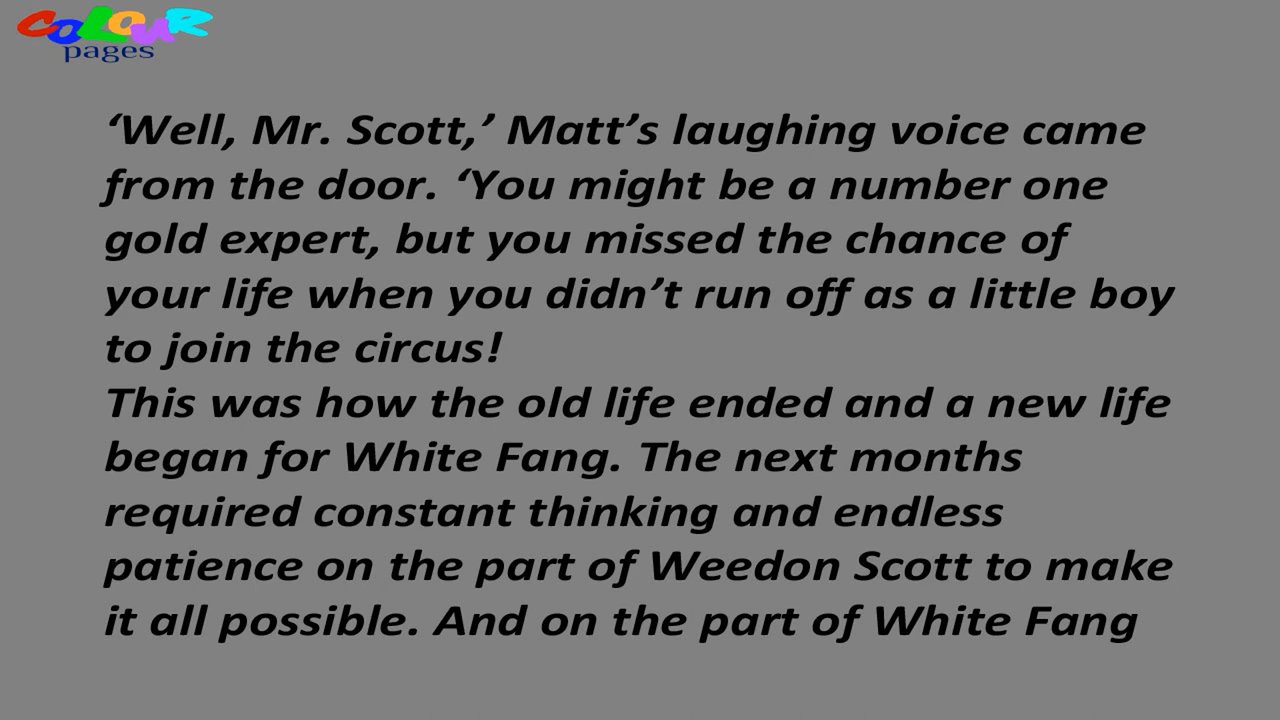 COLOUR
pages
‘Well, Mr. Scott,’ Matt’s laughing voice came
from the door. ‘You might be a number one
gold expert, but you missed the chance of
your life when you didn’t run off as a little boy
to join the circus!
This was how the old life ended and a new life
began for White Fang. The next months
required constant thinking and endless
patience on the part of Weedon Scott to make
it all possible. And on the part of White Fang